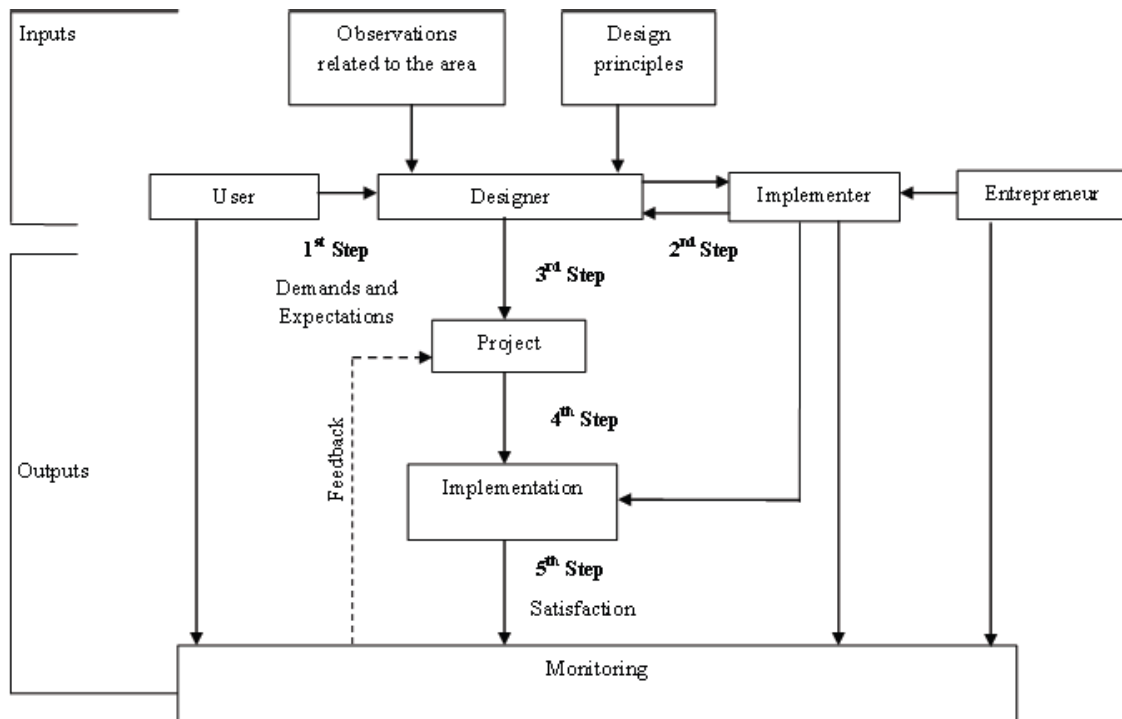 Inputs
Observations
related to the area
Design
principles
User
Designer
Implementer
Entrepreneur
1st Step
2rd Step
3rd Step
Demands and
Expectations
Project
4th Step
Feedback
Outputs
Implementation
5th Step
Satisfaction
Monitoring